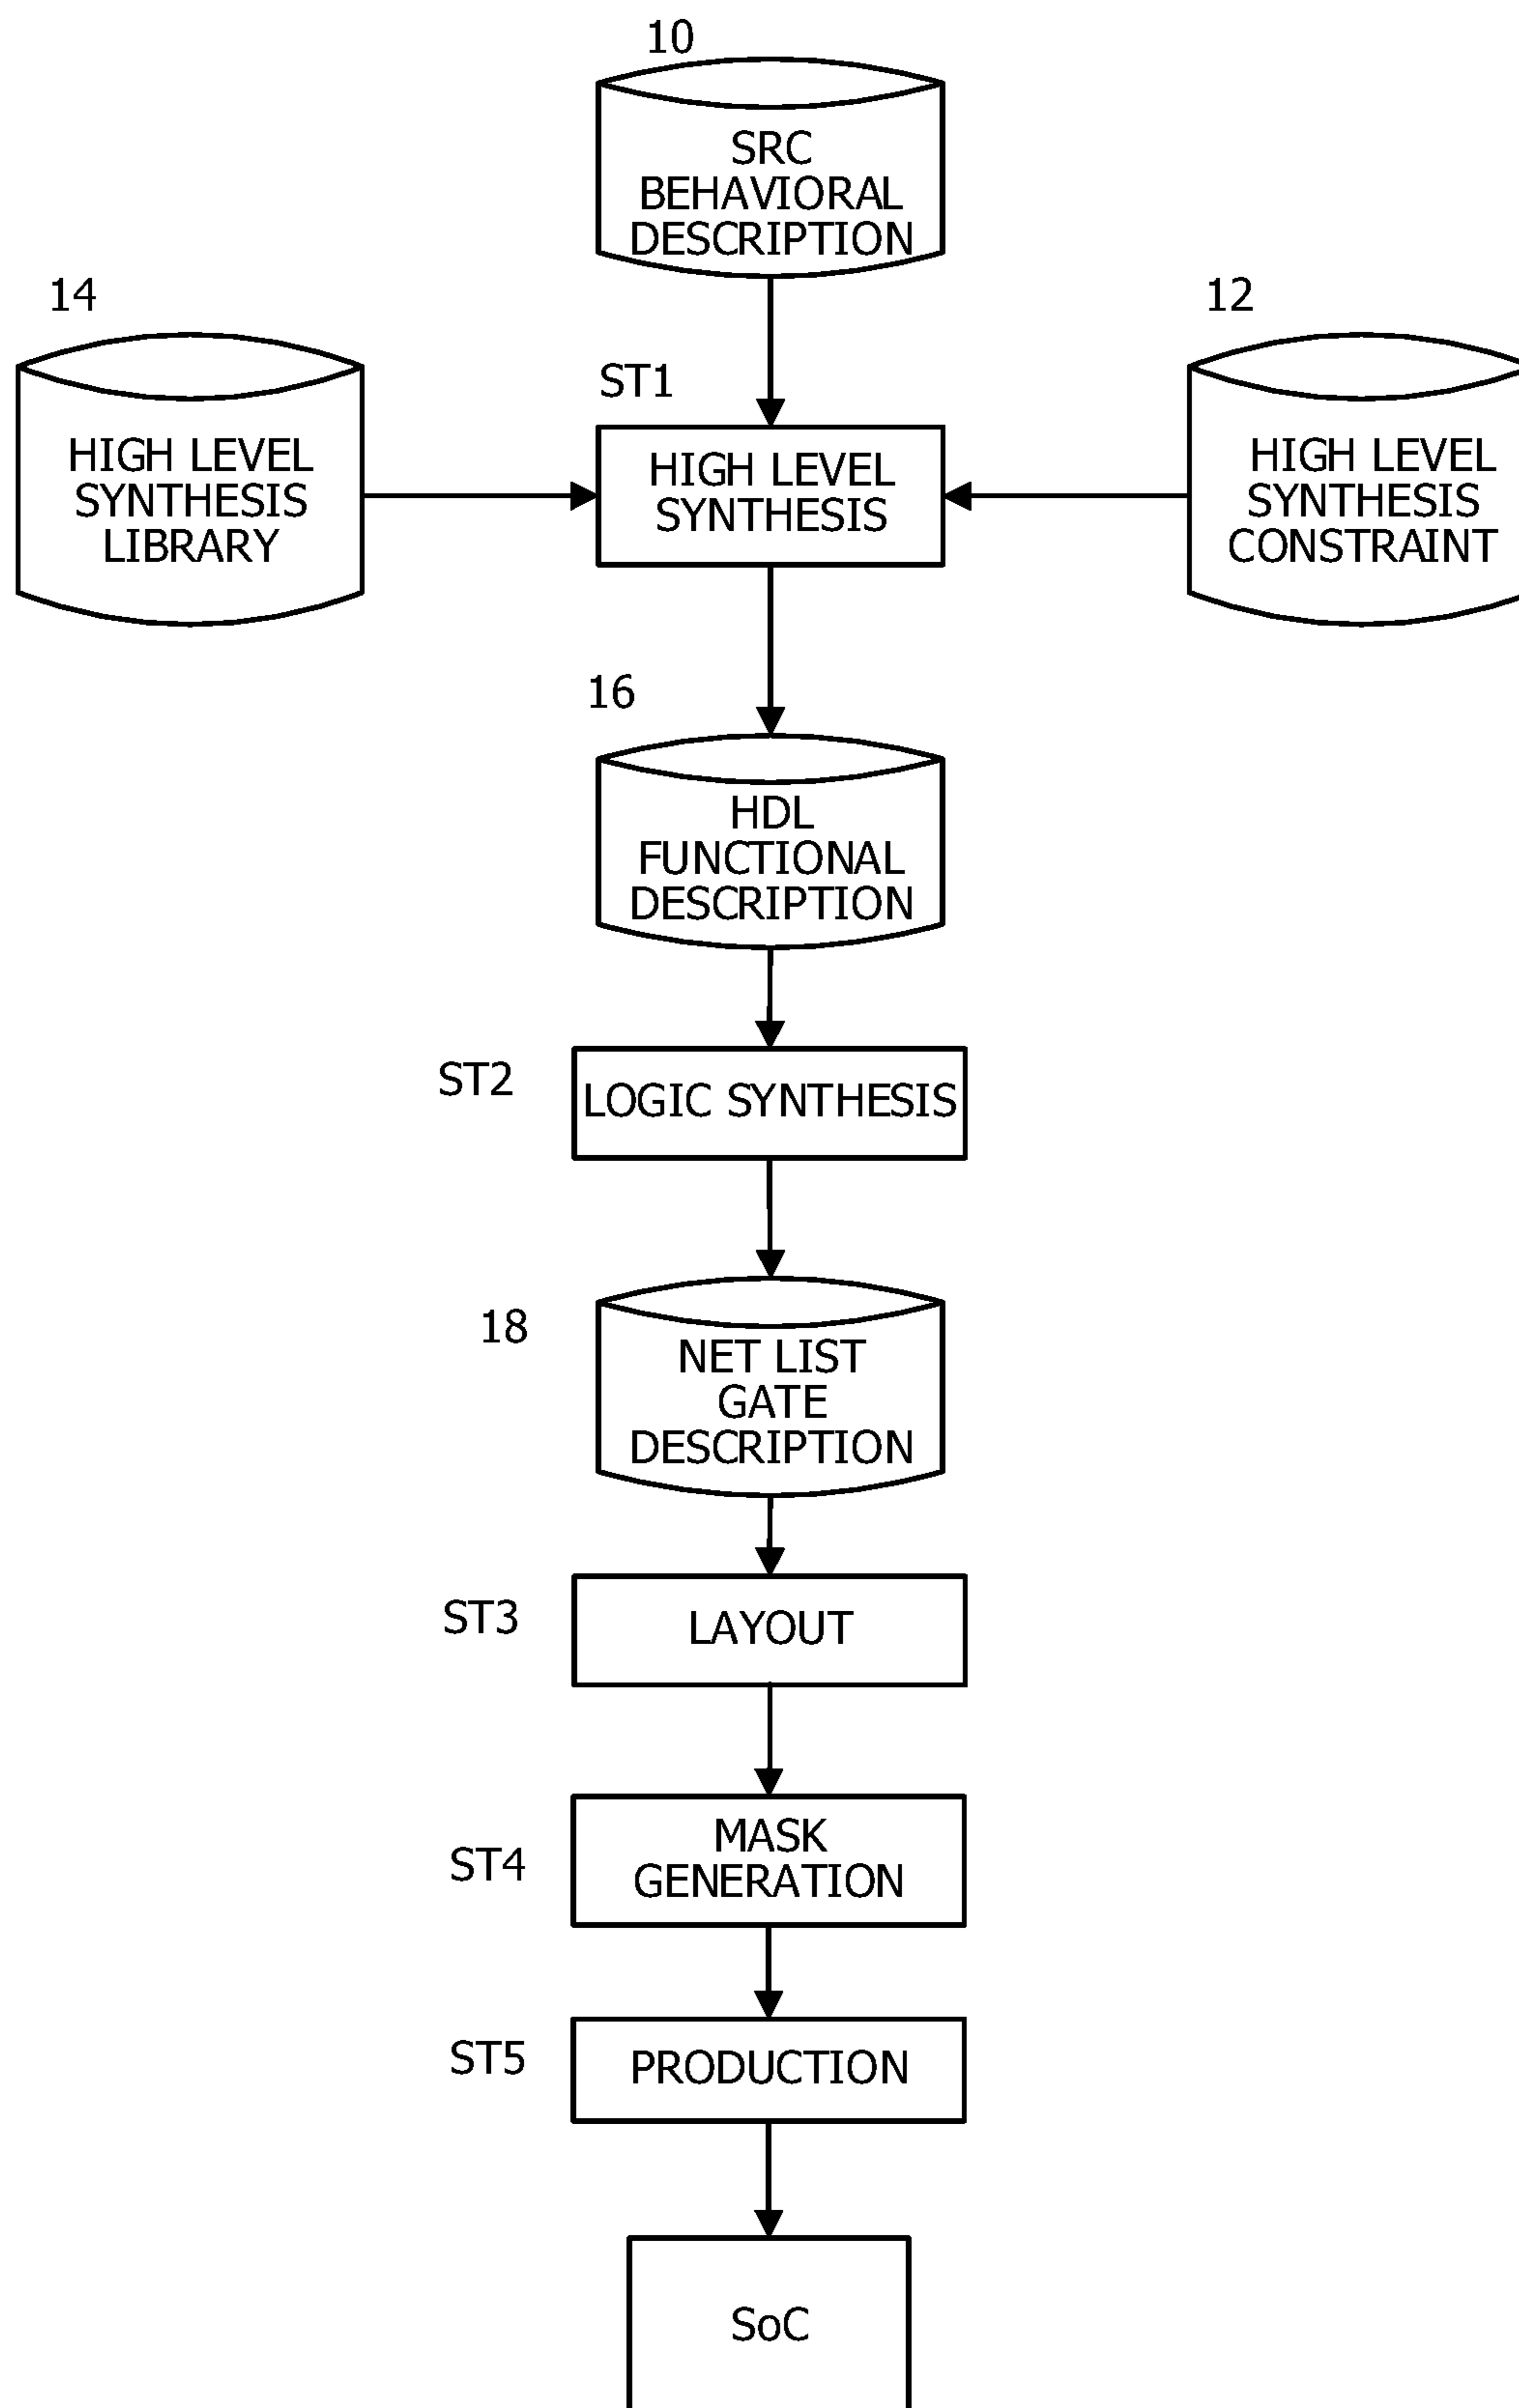 10
SRC
BEHAVIORAL
DESCRIPTION
14
12
ST1
HIGH LEVEL
SYNTHESIS
LIBRARY
HIGH LEVEL
SYNTHESIS
HIGH LEVEL
SYNTHESIS
CONSTRAINT
16
HDL
FUNCTIONAL
DESCRIPTION
ST2
LOGIC SYNTHESIS
18
NET LIST
GATE
DESCRIPTION
ST3
LAYOUT
ST4
MASK
GENERATION
ST5
PRODUCTION
SoC